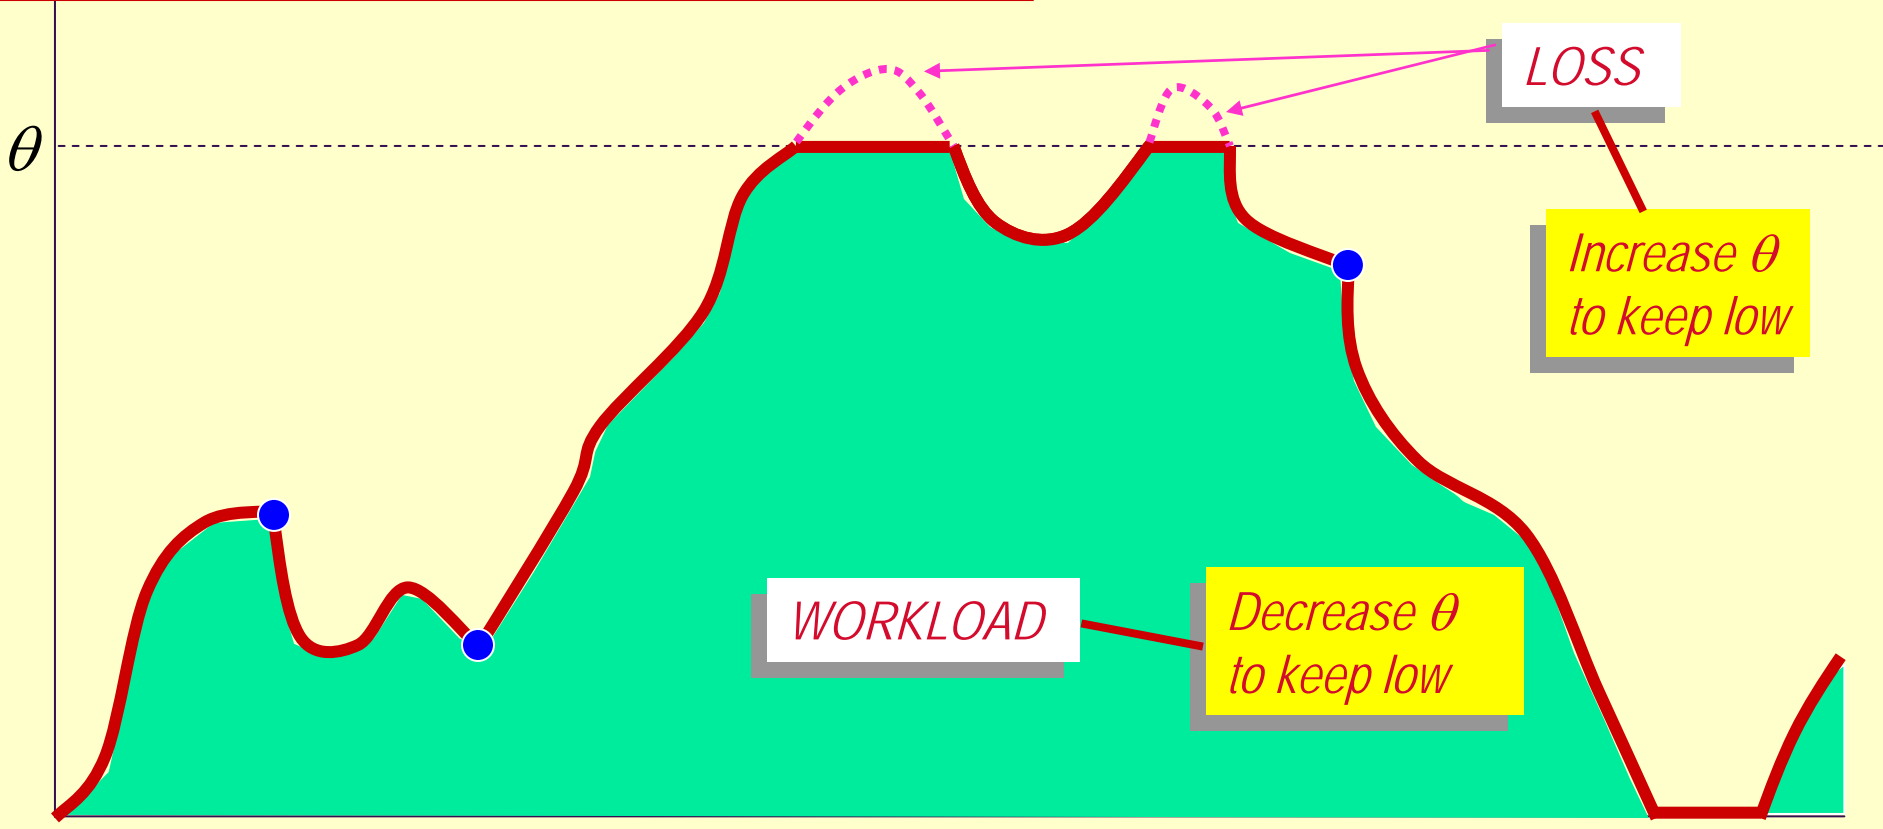 LOSS
θ
Increase θ
to keep low
WORKLOAD
Decrease θ
to keep low